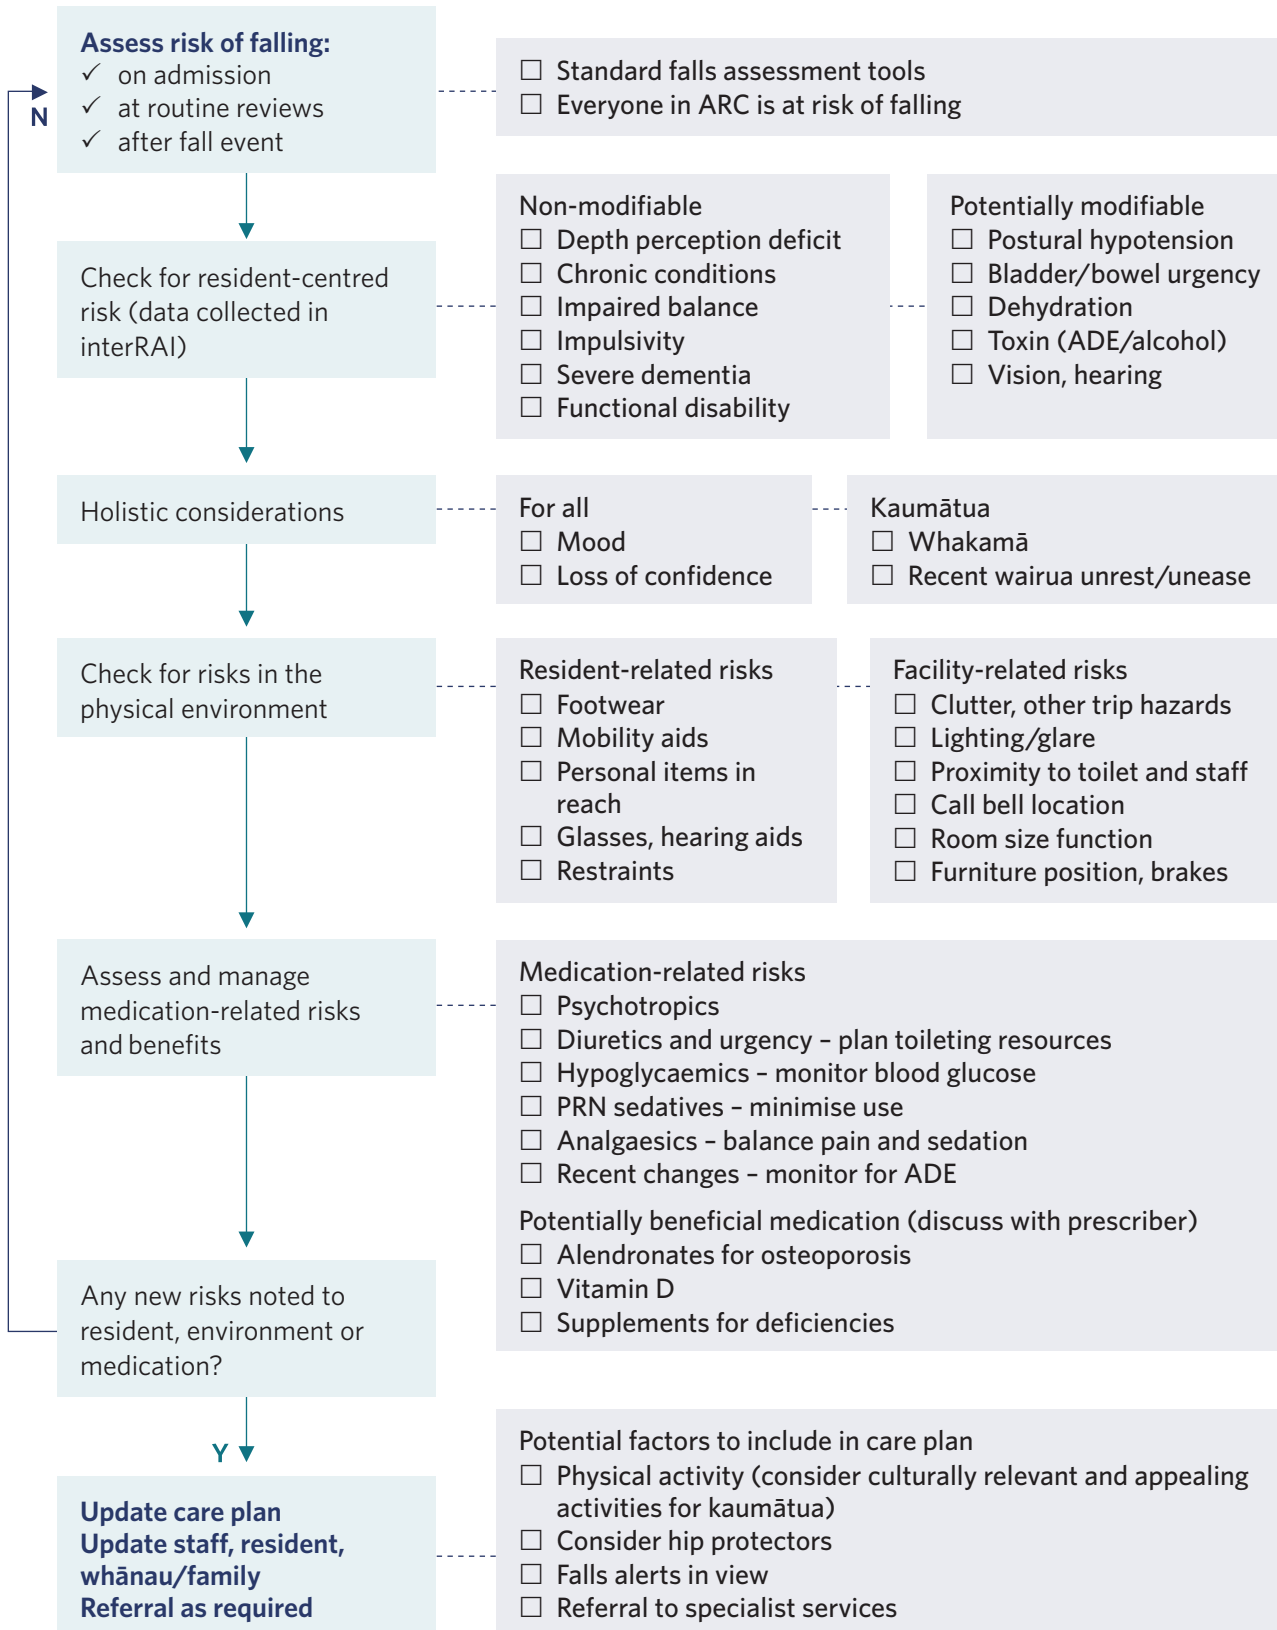 Assess risk of falling:
✓ on admission
✓ at routine reviews
✓ after fall event
N
☐ Standard falls assessment tools
☐ Everyone in ARC is at risk of falling
Check for resident-centred
risk (data collected in
interRAI)
Non-modifiable
☐ Depth perception deficit
☐ Chronic conditions
☐ Impaired balance
☐ Impulsivity
☐ Severe dementia
☐ Functional disability
Potentially modifiable
☐ Postural hypotension
☐ Bladder/bowel urgency
☐ Dehydration
☐ Toxin (ADE/alcohol)
☐ Vision, hearing
Holistic considerations
For all
☐ Mood
☐ Loss of confidence
Kaumātua
☐ Whakamā
☐ Recent wairua unrest/unease
Check for risks in the
physical environment
Resident-related risks
☐ Footwear
☐ Mobility aids
☐ Personal items in
reach
☐ Glasses, hearing aids
☐ Restraints
Facility-related risks
☐ Clutter, other trip hazards
☐ Lighting/glare
☐ Proximity to toilet and staff
☐ Call bell location
☐ Room size function
☐ Furniture position, brakes
Assess and manage
medication-related risks
and benefits
Medication-related risks
☐ Psychotropics
☐ Diuretics and urgency – plan toileting resources
☐ Hypoglycaemics – monitor blood glucose
☐ PRN sedatives – minimise use
☐ Analgaesics – balance pain and sedation
☐ Recent changes – monitor for ADE
Potentially beneficial medication (discuss with prescriber)
☐ Alendronates for osteoporosis
☐ Vitamin D
☐ Supplements for deficiencies
Any new risks noted to
resident, environment or
medication?
Y
Update care plan
Update staff, resident,
whānau/family
Referral as required
Potential factors to include in care plan
☐ Physical activity (consider culturally relevant and appealing
activities for kaumātua)
☐ Consider hip protectors
☐ Falls alerts in view
☐ Referral to specialist services